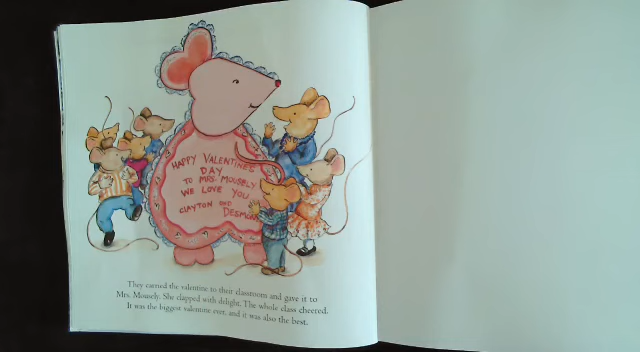 HAPPY VALENTINE'S
DAY
TO MRS. MOUSELY
WE LOVE YOU
CLAYTON AND
DESMOND
They carried the valentine to their classroom and gave it to
Mrs. Mousely. She clapped with delight. The whole class cheered.
It was the biggest valentine ever, and it was also the best.